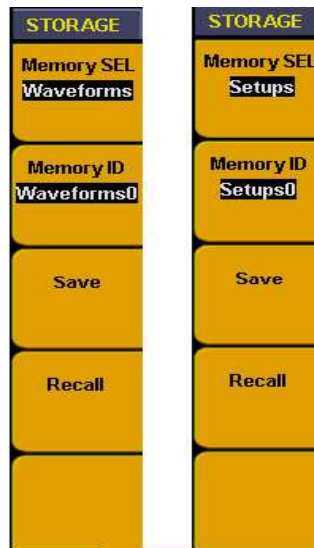 STORAGE
Memory SEL
Waveforms
Memory ID
Waveforms0
Save
Recall
STORAGE
Memory SEL
Setups
Memory ID
Setups0
Save
Recall